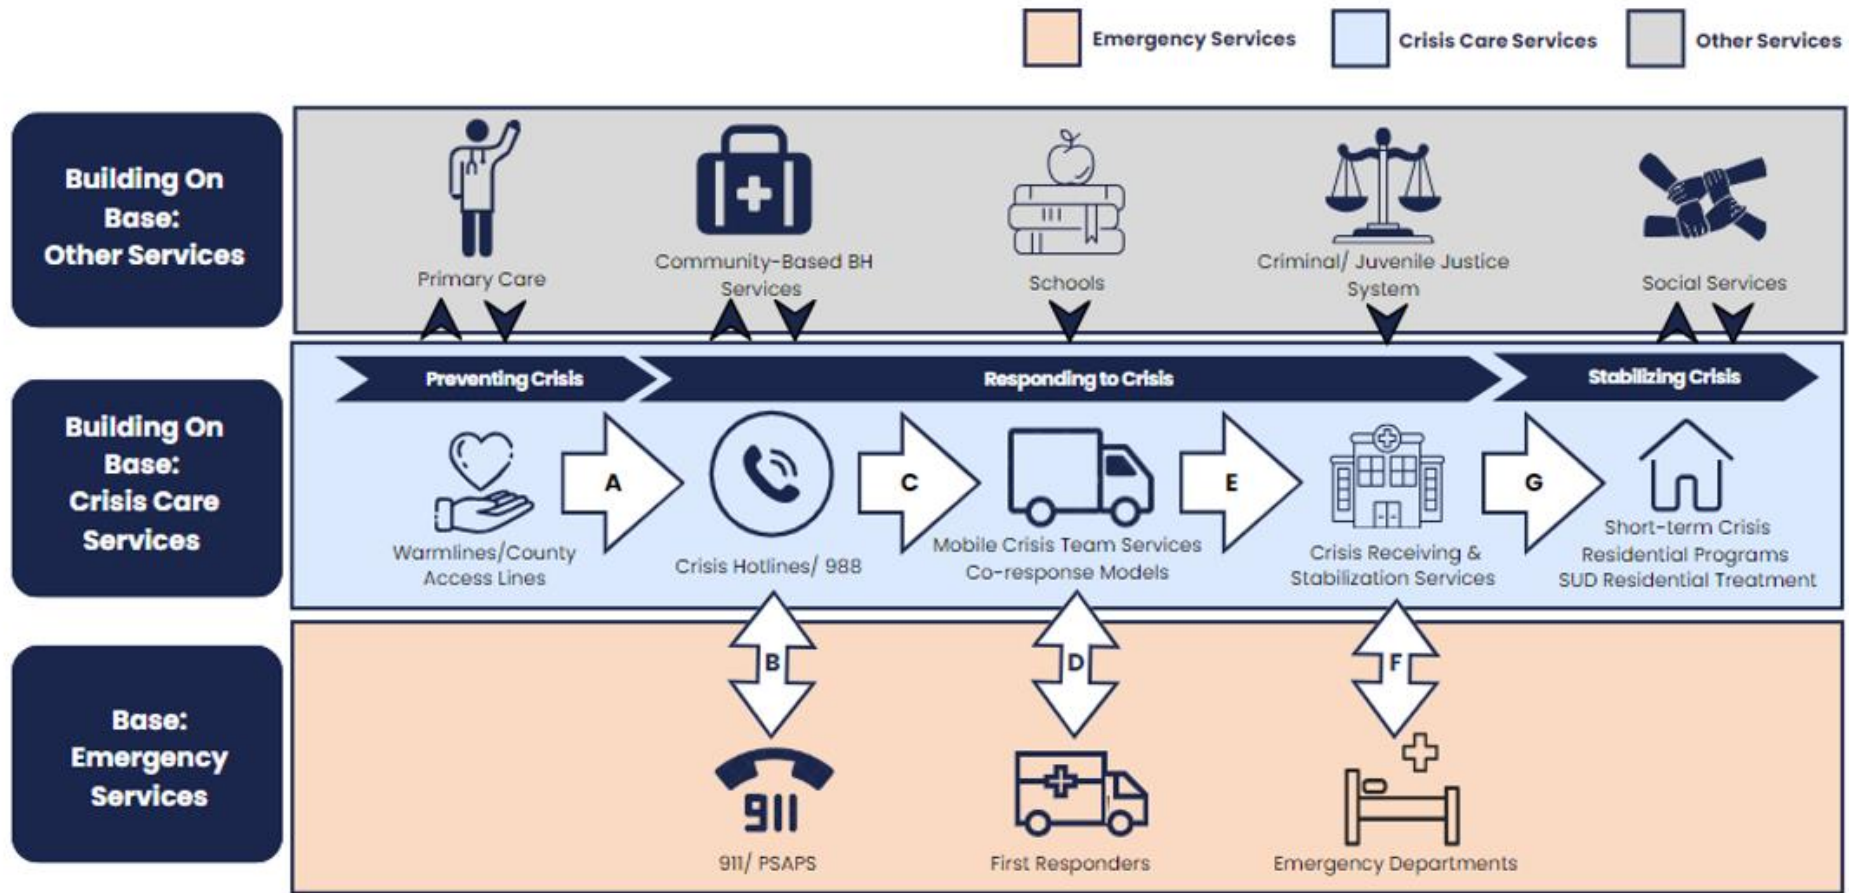 Emergency Services
Crisis Care Services
Other Services
Building On
Base:
Other Services
Primary Care
Community-Based BH
Services
Schools
Criminal/ Juvenile Justice
System
Social Services
Building On
Base:
Crisis Care
Services
Preventing Crisis
Responding to Crisis
Stabilizing Crisis
A
C
E
G
Warmlines/County
Access Lines
Crisis Hotlines/ 988
Mobile Crisis Team Services
Co-response Models
Crisis Receiving &
Stabilization Services
Short-term Crisis
Residential Programs
SUD Residential Treatment
Base:
Emergency
Services
B
D
F
911
911/ PSAPS
First Responders
Emergency Departments